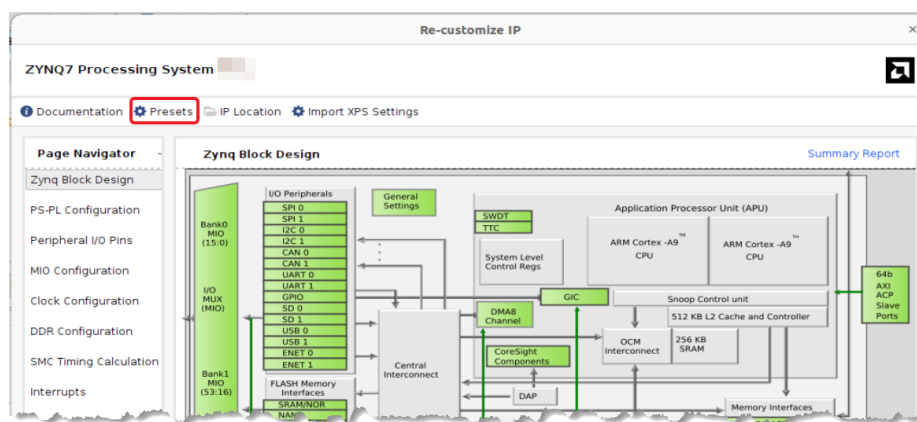 Re-customize IP
ZYNQ7 Processing System
Documentation Presets IP Location Import XPS Settings
Page Navigator
Zynq Block Design
PS-PL Configuration
Peripheral I/O Pins
MIO Configuration
Clock Configuration
DDR Configuration
SMC Timing Calculation
Interrupts
Zynq Block Design
Summary Report
Bank0
MIO
(15:0)
I/O
MUX
(MIO)
Bank1
MIO
(53:16)
I/O Peripherals
SPI 0
SPI 1
I2C 0
I2C 1
CAN 0
CAN 1
UART 0
UART 1
GPIO
SD 0
SD 1
USB 0
USB 1
ENET 0
ENET 1
FLASH Memory
Interfaces
SRAM/NOR
General
Settings
Central
Interconnect
Application Processor Unit (APU)
SWDT
TTC
System Level
Control Regs
ARM Cortex -A9 TM
CPU
ARM Cortex -A9 TM
CPU
GIC
Snoop Control unit
DMA8
Channel
512 KB L2 Cache and Controller
OCM
Interconnect
256 KB
SRAM
CoreSight
Components
DAP
Memory Interfaces
64b
AXI
ACP
Slave
Ports